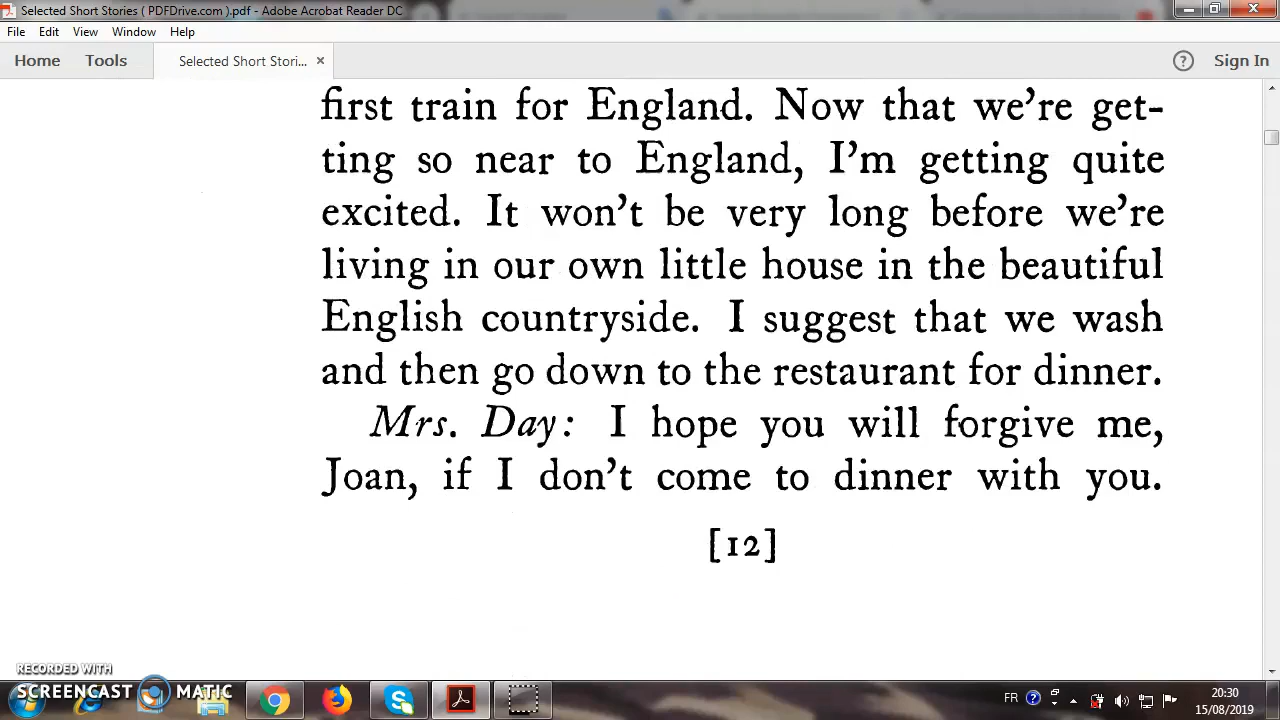 Selected Short Stories ( PDFDrive.com ).pdf - Adobe Acrobat Reader DC
File Edit View Window Help
Home Tools Selected Short Stori... × ? Sign In
first train for England. Now that we're get-
ting so near to England, I'm getting quite
excited. It won't be very long before we're
living in our own little house in the beautiful
English countryside. I suggest that we wash
and then go down to the restaurant for dinner.
Mrs. Day: I hope you will forgive me,
Joan, if I don't come to dinner with you.
[12]
RECORDED WITH
SCREENCAST MATIC
FR 20:30
15/08/2019